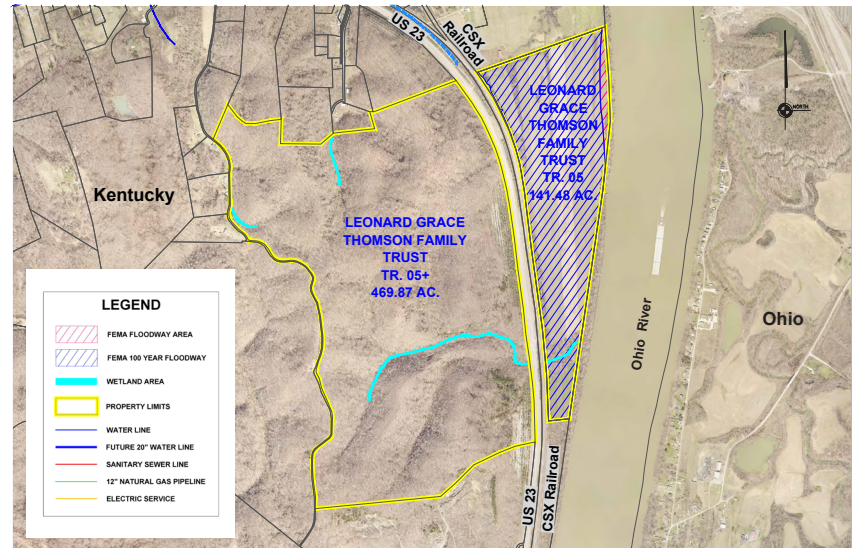 US 23
CSX
Railroad
LEONARD
GRACE
THOMSON
FAMILY
TRUST
TR. 05
141.48 AC.
NORTH
Kentucky
LEONARD GRACE
THOMSON FAMILY
TRUST
TR. 05+
469.87 AC.
Ohio River
Ohio
LEGEND
FEMA FLOODWAY AREA
FEMA 100 YEAR FLOODWAY
WETLAND AREA
PROPERTY LIMITS
WATER LINE
FUTURE 20" WATER LINE
SANITARY SEWER LINE
12" NATURAL GAS PIPELINE
ELECTRIC SERVICE
US 23
CSX Railroad